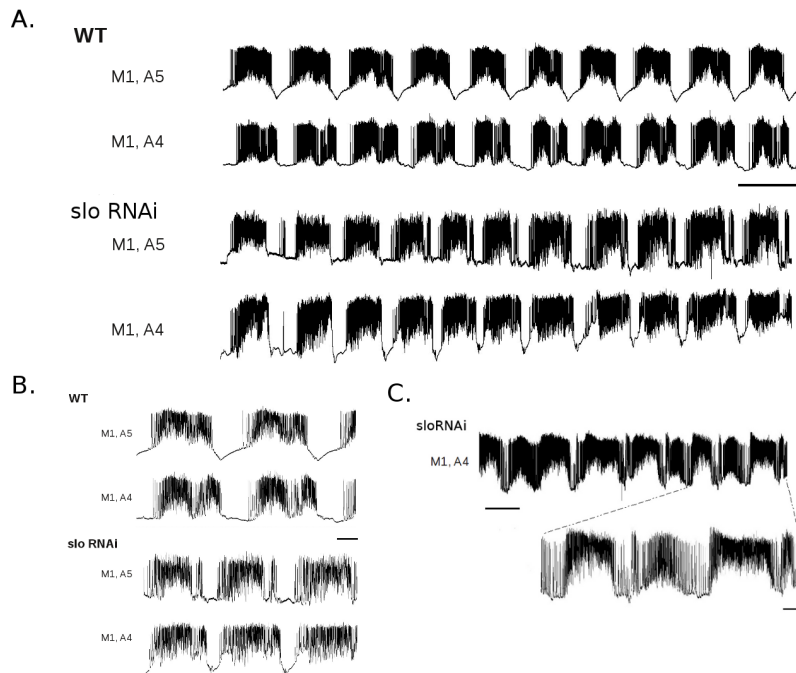 A.
WT
M1, A5
M1, A4
slo RNAi
M1, A5
M1, A4
B.
WT
M1, A5
M1, A4
slo RNAi
M1, A5
M1, A4
C.
sloRNAi
M1, A4